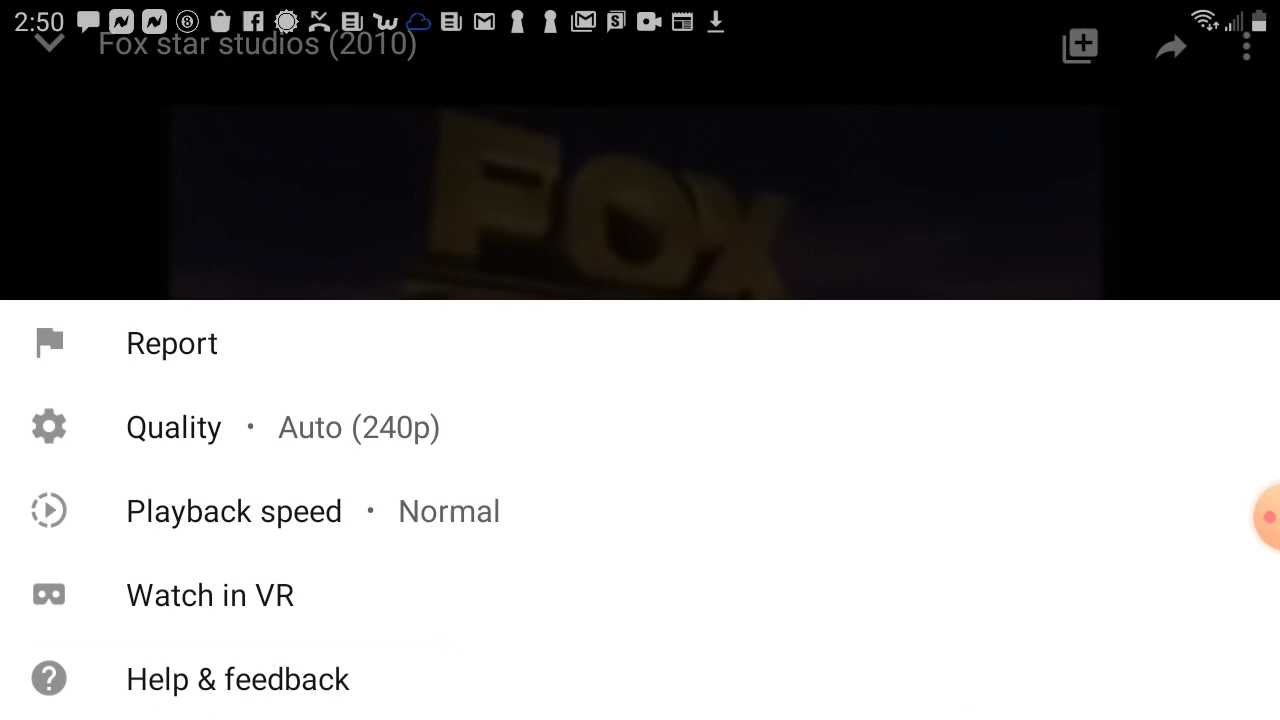 2:50
Fox star studios (2010)
FOX
Report
Quality • Auto (240p)
Playback speed • Normal
Watch in VR
Help & feedback